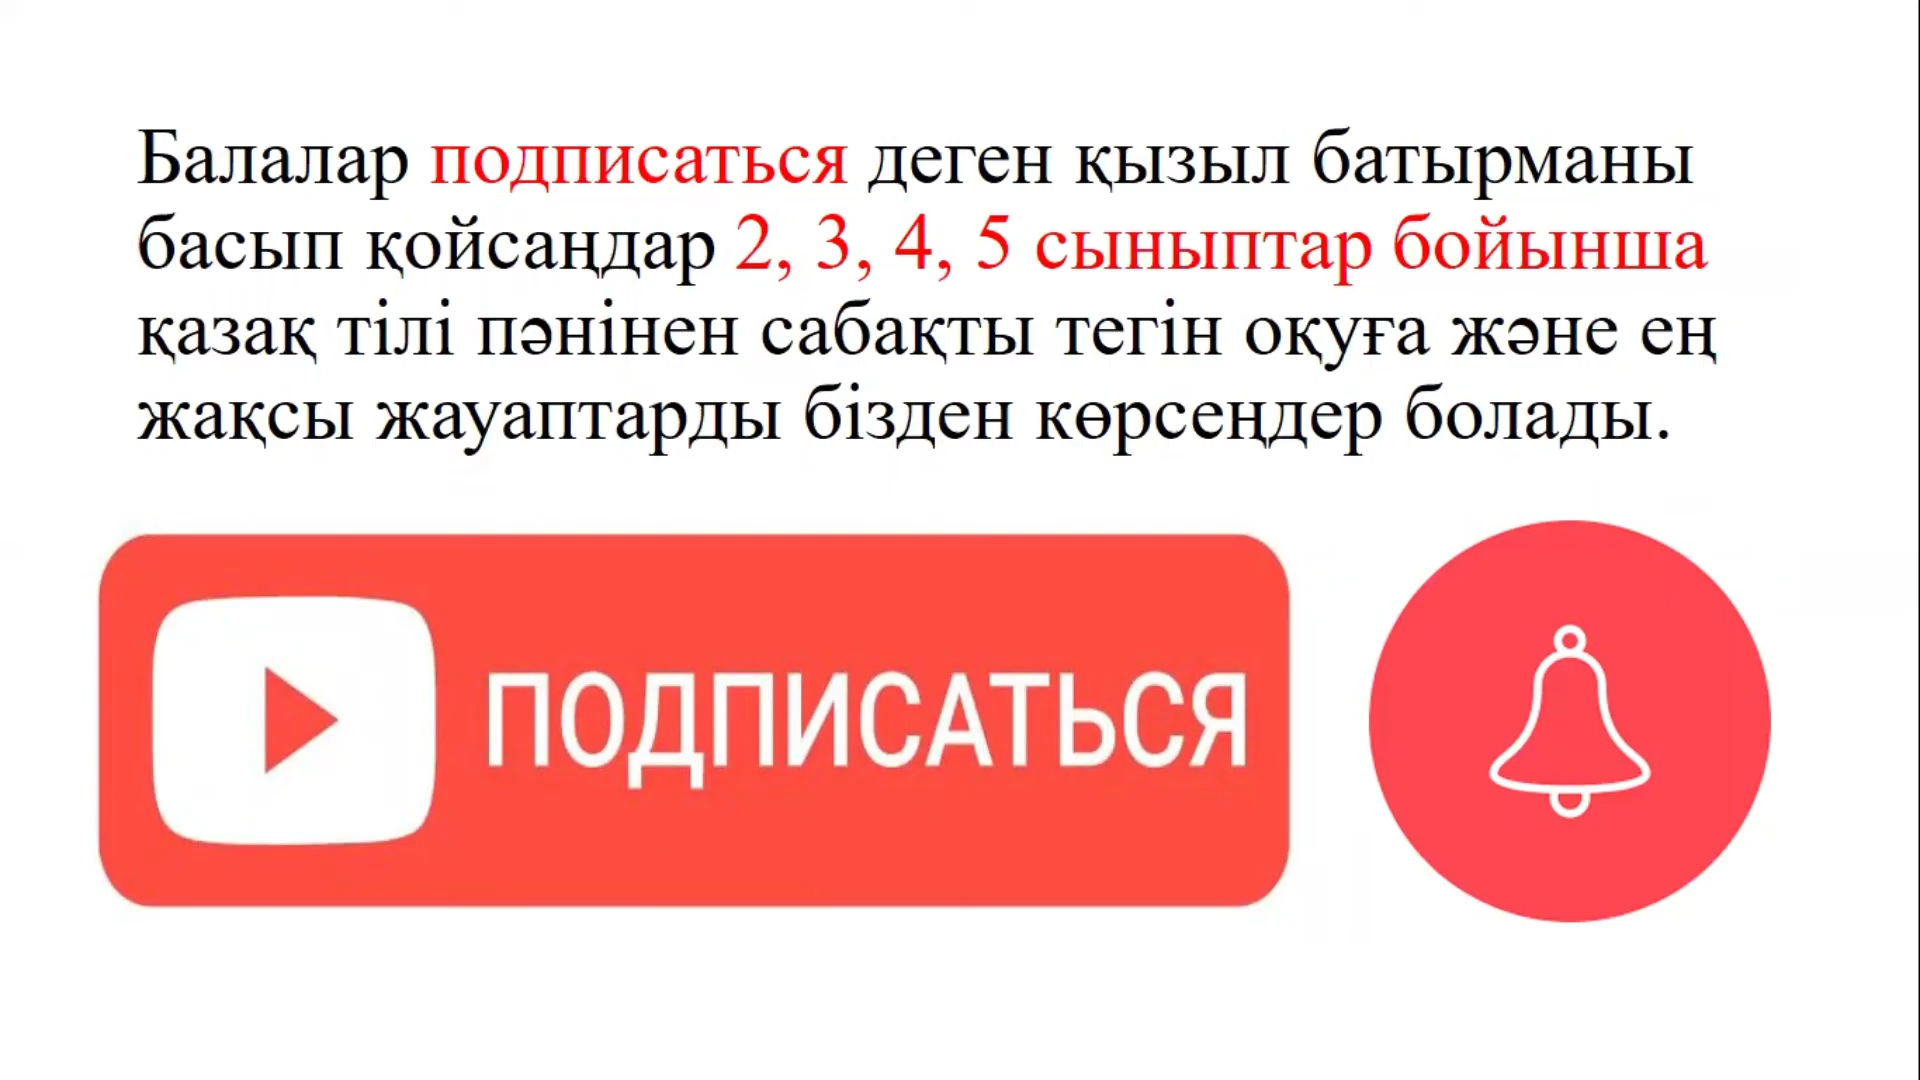 Балалар подписаться деген қызыл батырманы
басып қойсаңдар 2, 3, 4, 5 сыныптар бойынша
қазақ тілі пәнінен сабақты тегін оқуға және ең
жақсы жауаптарды бізден көрсеңдер болады.
ПОДПИСАТЬСЯ